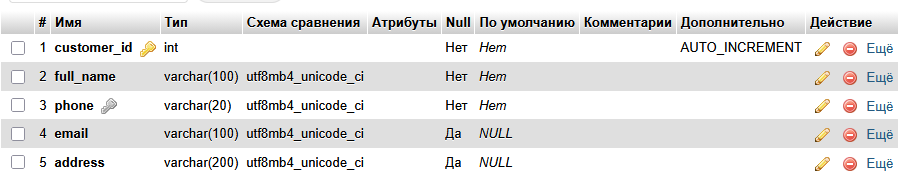 # Имя Тип Схема сравнения Атрибуты Null По умолчанию Комментарии Дополнительно Действие
1 customer_id int Нет Нет AUTO_INCREMENT Ещё
2 full_name varchar(100) utf8mb4_unicode_ci Нет Нет Ещё
3 phone varchar(20) utf8mb4_unicode_ci Нет Нет Ещё
4 email varchar(100) utf8mb4_unicode_ci Да NULL Ещё
5 address varchar(200) utf8mb4_unicode_ci Да NULL Ещё